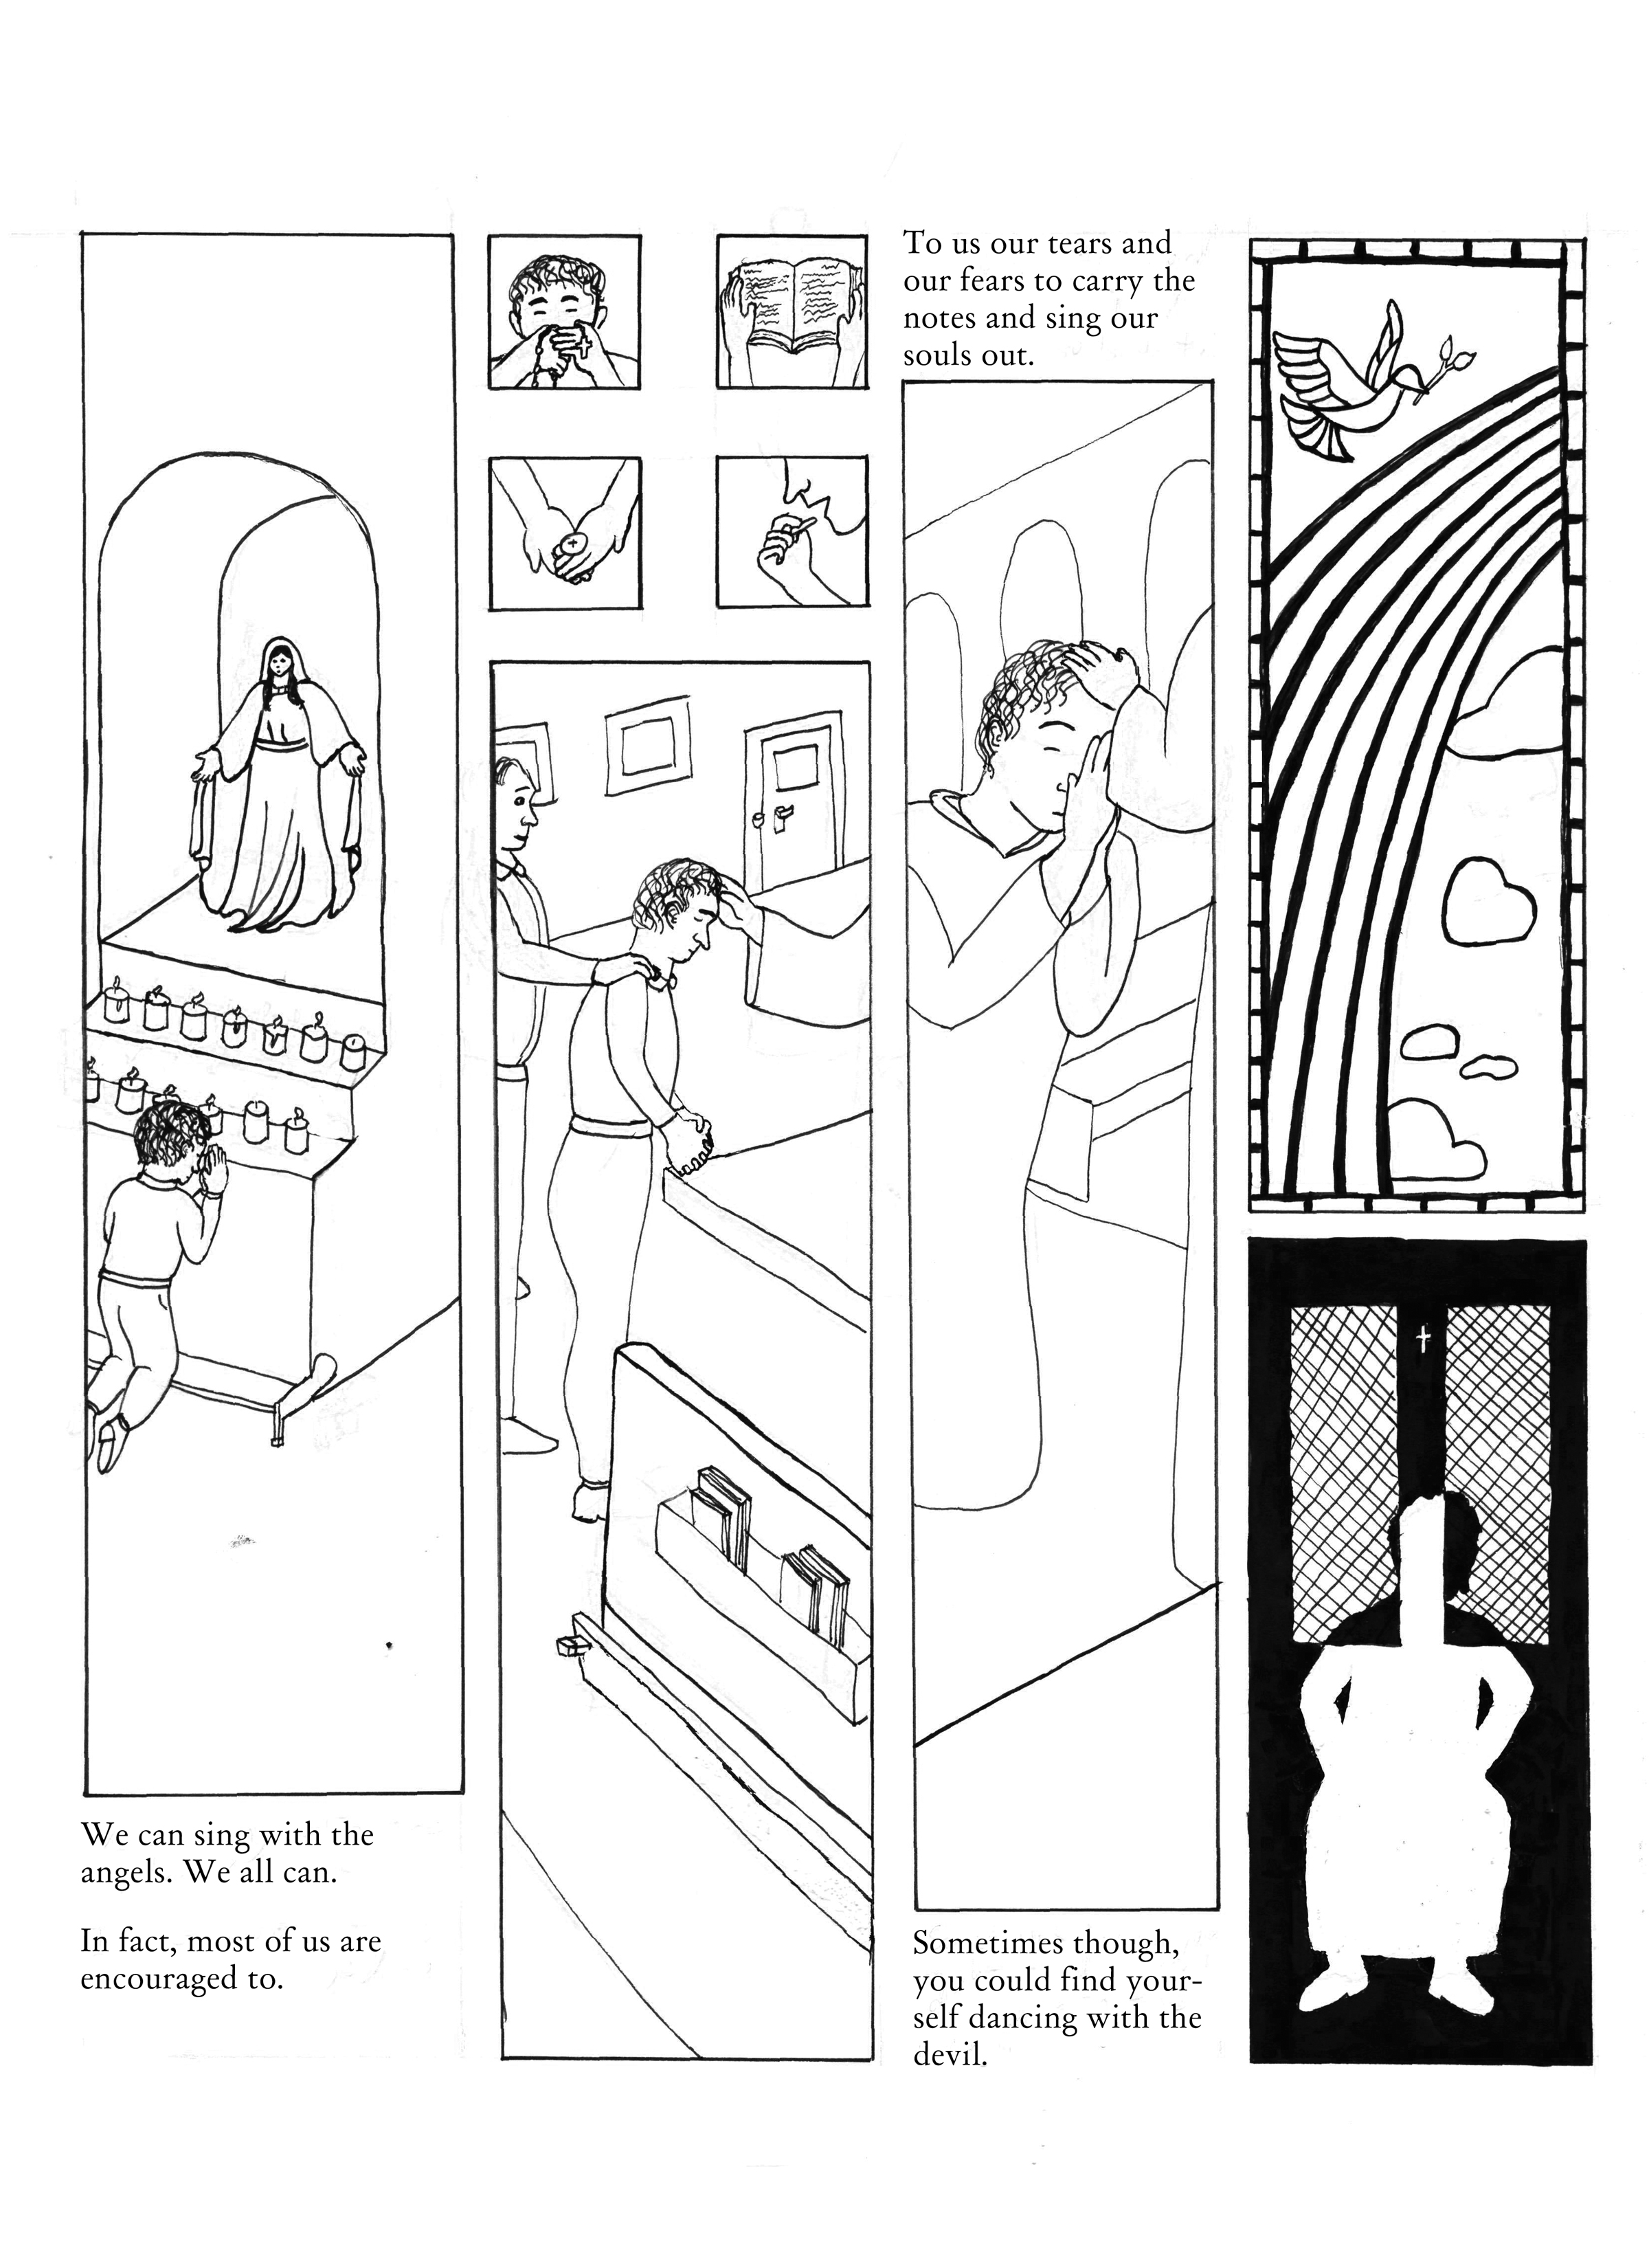 We can sing with the
angels. We all can.
In fact, most of us are
encouraged to.
To us our tears and
our fears to carry the
notes and sing our
souls out.
Sometimes though,
you could find your-
self dancing with the
devil.